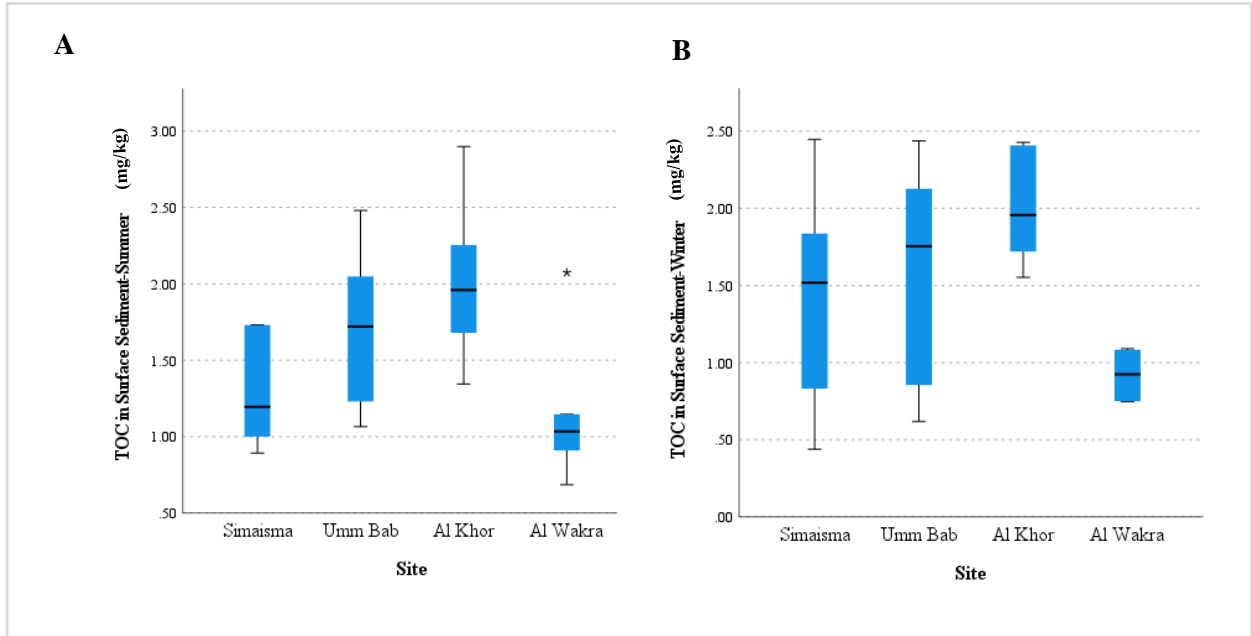 A
B
TOC in Surface Sediment-Summer (mg/kg)
3.00
2.50
2.00
1.50
1.00
.50
*
Simaisma Umm Bab Al Khor Al Wakra
Site
TOC in Surface Sediment-Winter (mg/kg)
2.50
2.00
1.50
1.00
.50
.00
Simaisma Umm Bab Al Khor Al Wakra
Site